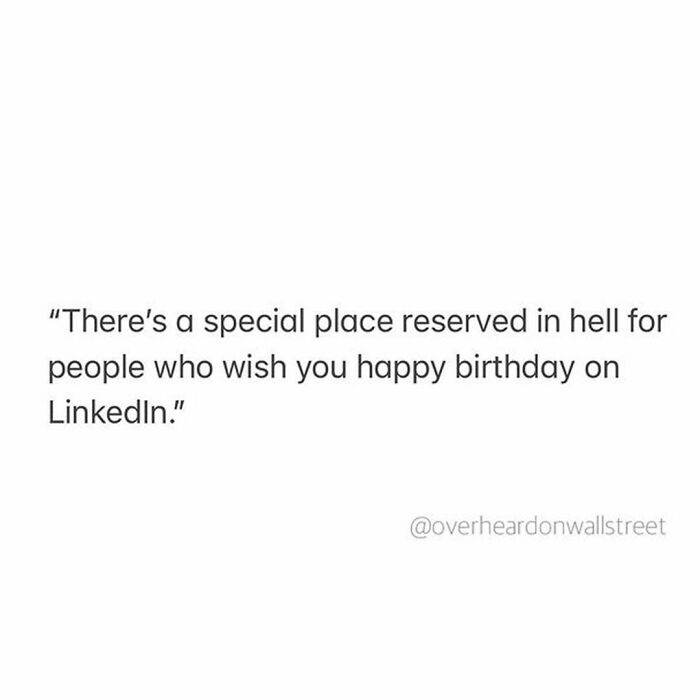 “There's a special place reserved in hell for
people who wish you happy birthday on
LinkedIn.”
@overheardonwallstreet